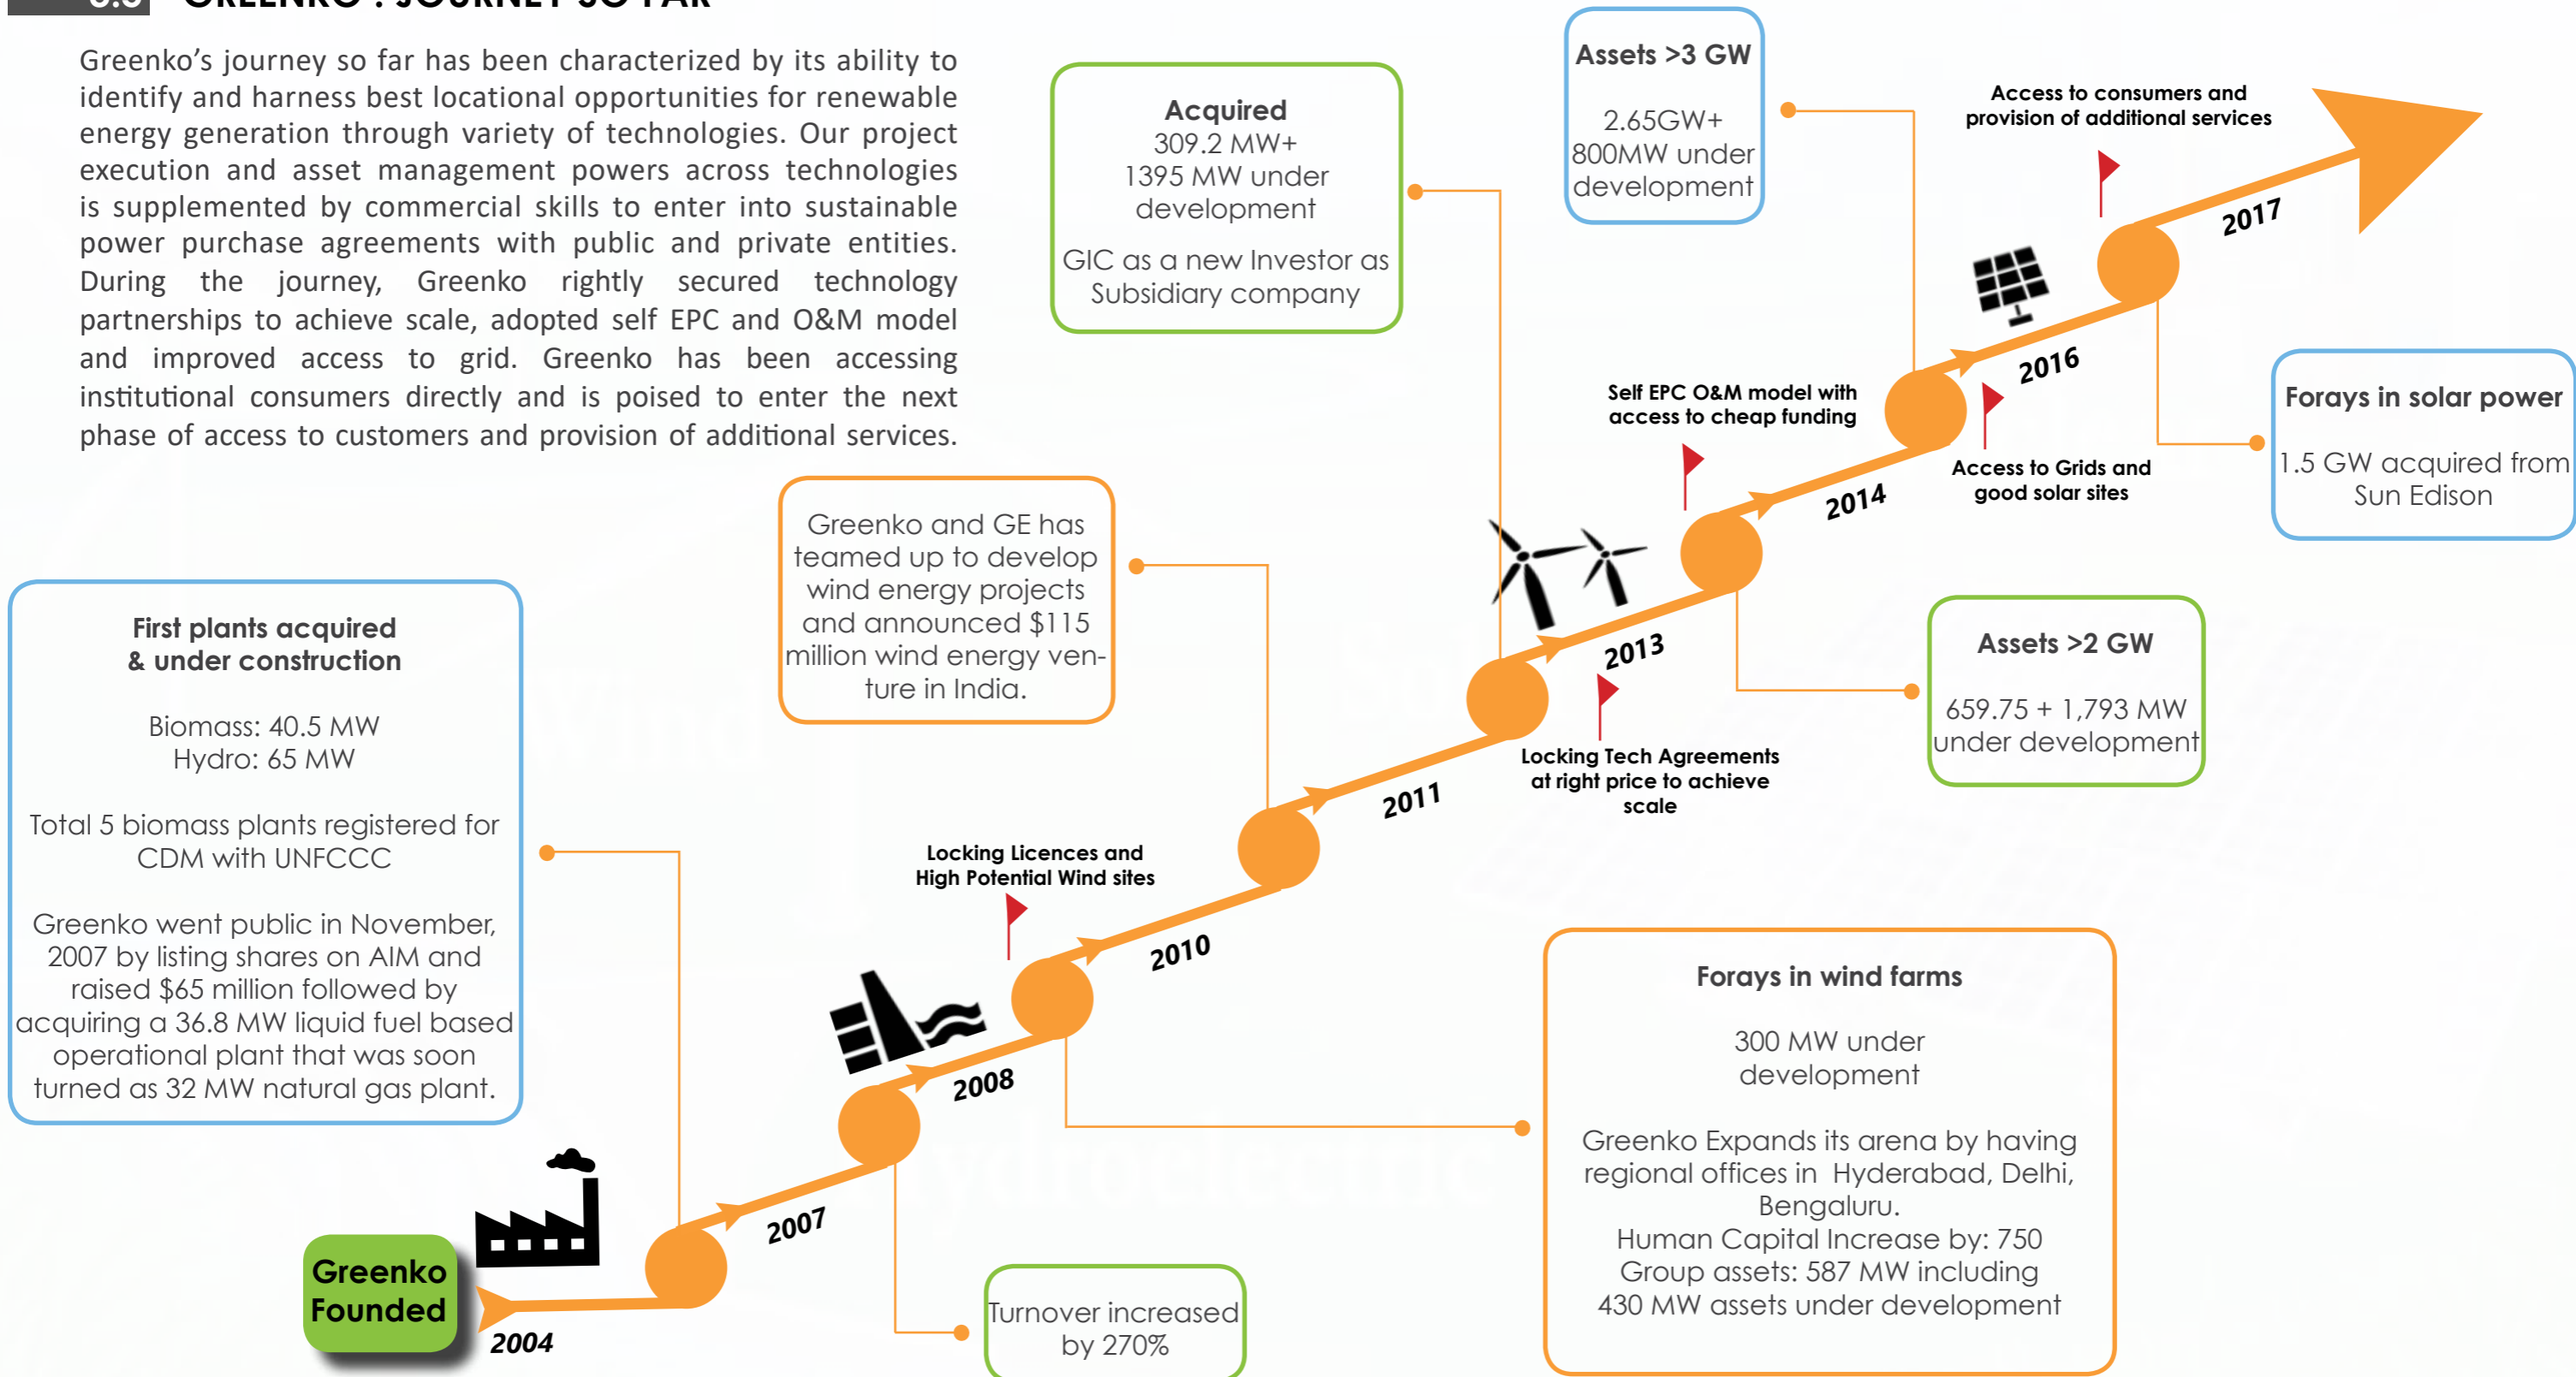 GREENKO : JOURNEY SO FAR
Greenko’s journey so far has been characterized by its ability to
identify and harness best locational opportunities for renewable
energy generation through variety of technologies. Our project
execution and asset management powers across technologies
is supplemented by commercial skills to enter into sustainable
power purchase agreements with public and private entities.
During the journey, Greenko rightly secured technology
partnerships to achieve scale, adopted self EPC and O&M model
and improved access to grid. Greenko has been accessing
institutional consumers directly and is poised to enter the next
phase of access to customers and provision of additional services.
Greenko
Founded
2004
First plants acquired
& under construction
Biomass: 40.5 MW
Hydro: 65 MW
Total 5 biomass plants registered for
CDM with UNFCCC
Greenko went public in November,
2007 by listing shares on AIM and
raised $65 million followed by
acquiring a 36.8 MW liquid fuel based
operational plant that was soon
turned as 32 MW natural gas plant.
2007
Turnover increased
by 270%
2008
Locking Licences and
High Potential Wind sites
Forays in wind farms
300 MW under
development
Greenko Expands its arena by having
regional offices in Hyderabad, Delhi,
Bengaluru.
Human Capital Increase by: 750
Group assets: 587 MW including
430 MW assets under development
2010
Greenko and GE has
teamed up to develop
wind energy projects
and announced $115
million wind energy ven-
ture in India.
2011
Acquired
309.2 MW+
1395 MW under
development
GIC as a new Investor as
Subsidiary company
2013
Locking Tech Agreements
at right price to achieve
scale
Self EPC O&M model with
access to cheap funding
Assets >2 GW
659.75 + 1,793 MW
under development
2014
Assets >3 GW
2.65GW+
800MW under
development
2016
Access to Grids and
good solar sites
Access to consumers and
provision of additional services
Forays in solar power
1.5 GW acquired from
Sun Edison
2017